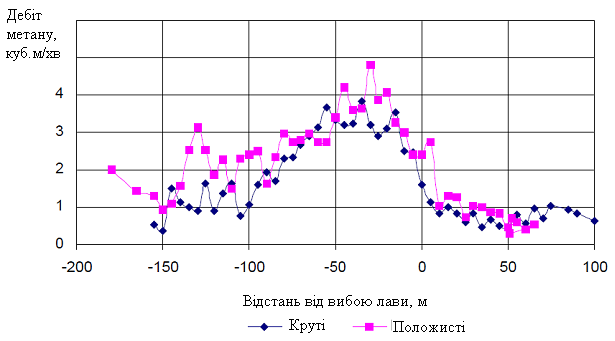 Дебіт
метану,
куб.м/хв
4
3
2
1
0
-200 -150 -100 -50 0 50 100
Відстань від вибою лави, м
Круті Положисті